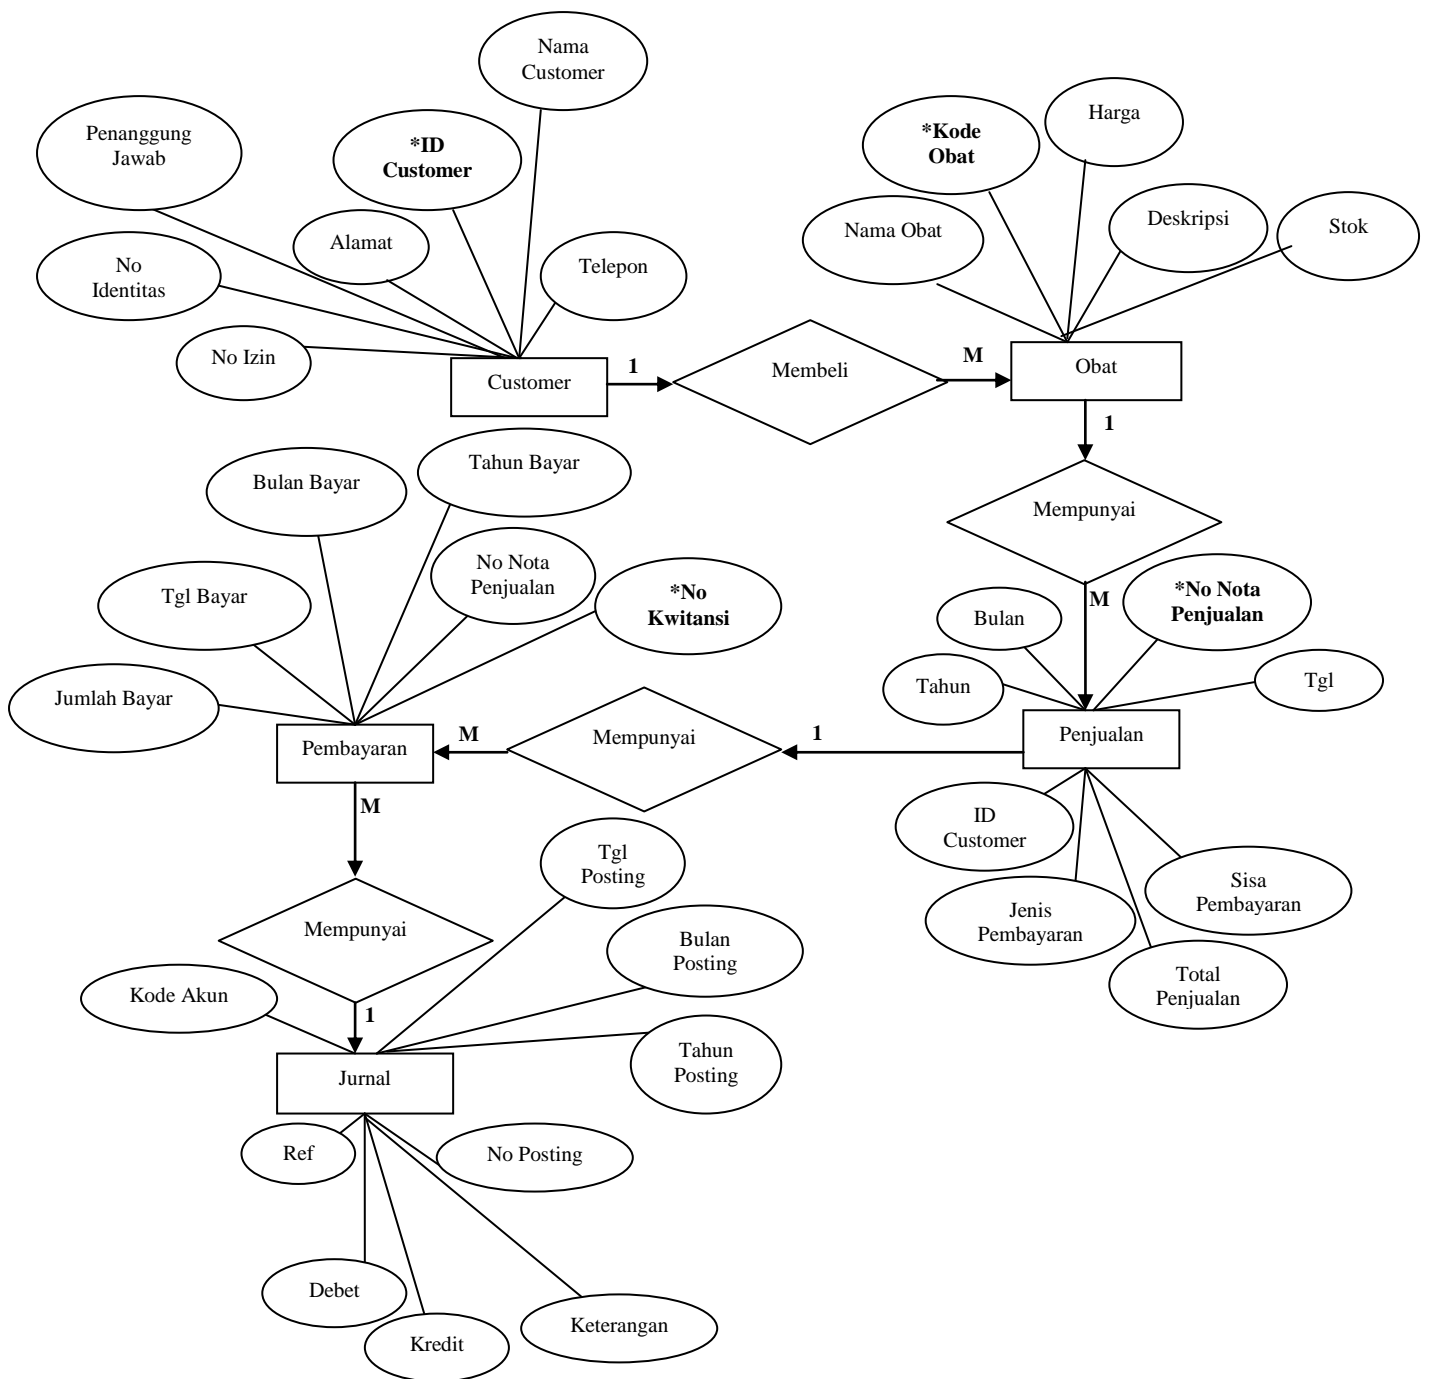 Nama
Customer
Penanggung
Jawab
*ID
Customer
*Kode
Obat
Harga
Alamat
No
Identitas
Telepon
Nama Obat
Deskripsi
Stok
No Izin
Customer
1
Membeli
M
Obat
1
Bulan Bayar
Tahun Bayar
Mempunyai
Tgl Bayar
No Nota
Penjualan
*No
Kwitansi
M
Bulan
*No Nota
Penjualan
Jumlah Bayar
Tahun
Tgl
Pembayaran
M
Mempunyai
1
Penjualan
M
ID
Customer
Tgl
Posting
Sisa
Pembayaran
Jenis
Pembayaran
Mempunyai
Bulan
Posting
Total
Penjualan
Kode Akun
1
Tahun
Posting
Jurnal
Ref
No Posting
Debet
Kredit
Keterangan